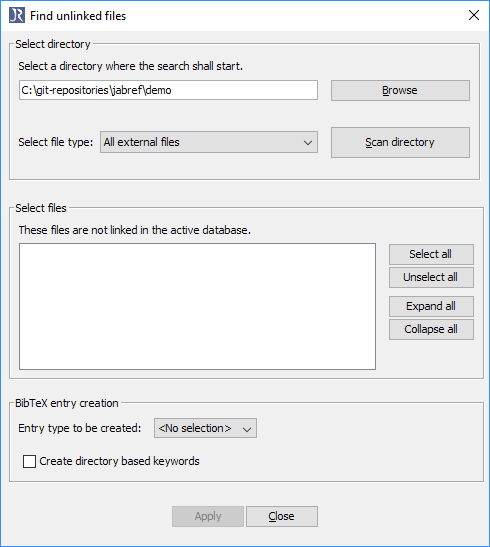 JR Find unlinked files
Select directory
Select a directory where the search shall start.
C:\git-repositories\jabref\demo Browse
Select file type: All external files Scan directory
Select files
These files are not linked in the active database.
Select all
Unselect all
Expand all
Collapse all
BibTeX entry creation
Entry type to be created: <No selection>
Create directory based keywords
Apply Close